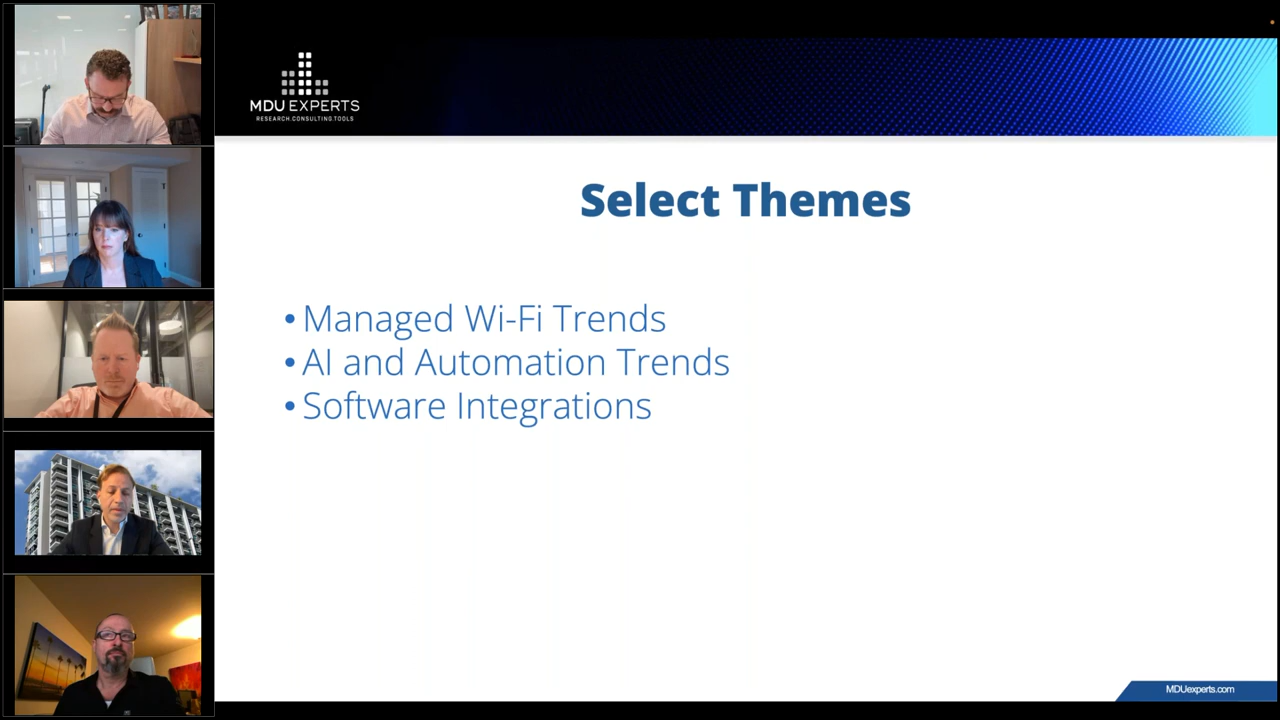 MDU EXPERTS
RESEARCH.CONSULTING.TOOLS
Select Themes
• Managed Wi-Fi Trends
• AI and Automation Trends
• Software Integrations
MDUexperts.com